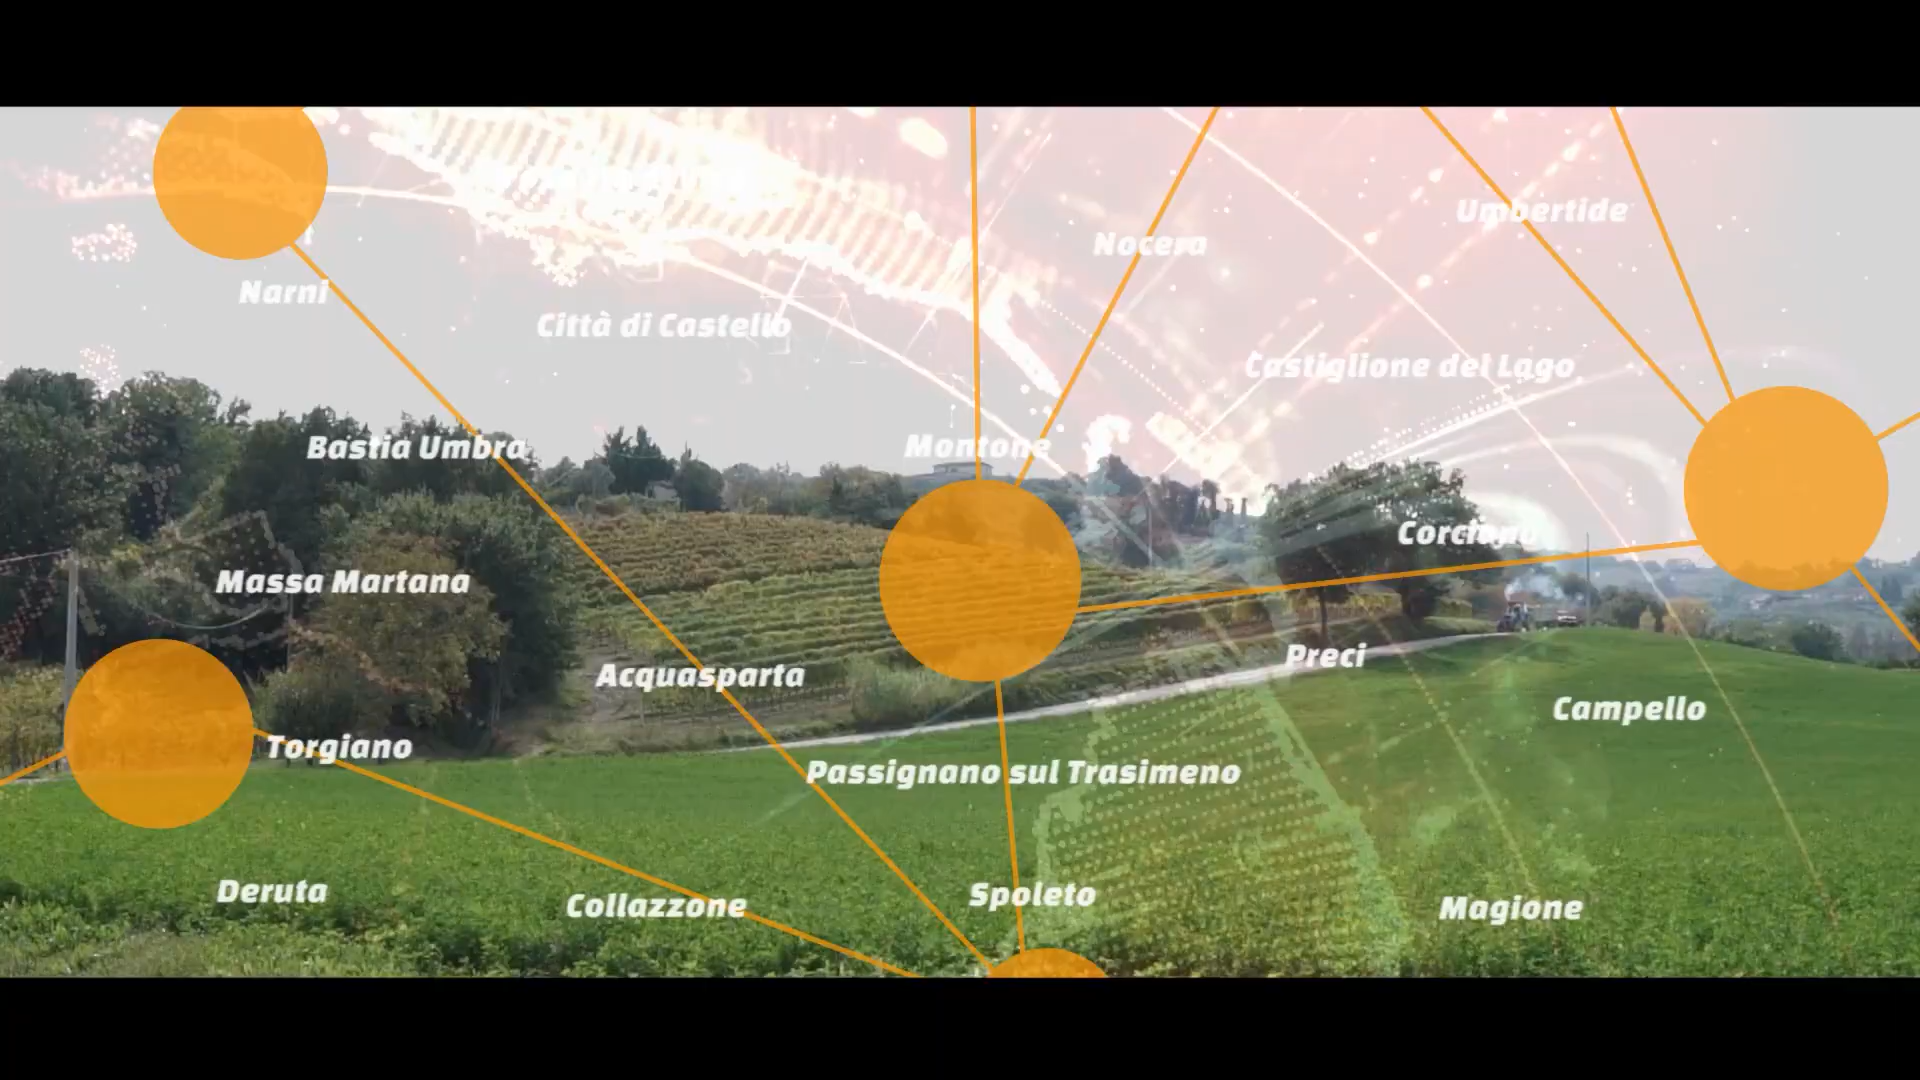 Umbertide
Nocera
Narni
Città di Castello
Castiglione del Lago
Bastia Umbra
Montone
Corciano
Massa Martana
Preci
Acquasparta
Campello
Torgiano
Passignano sul Trasimeno
Deruta
Spoleto
Collazzone
Magione